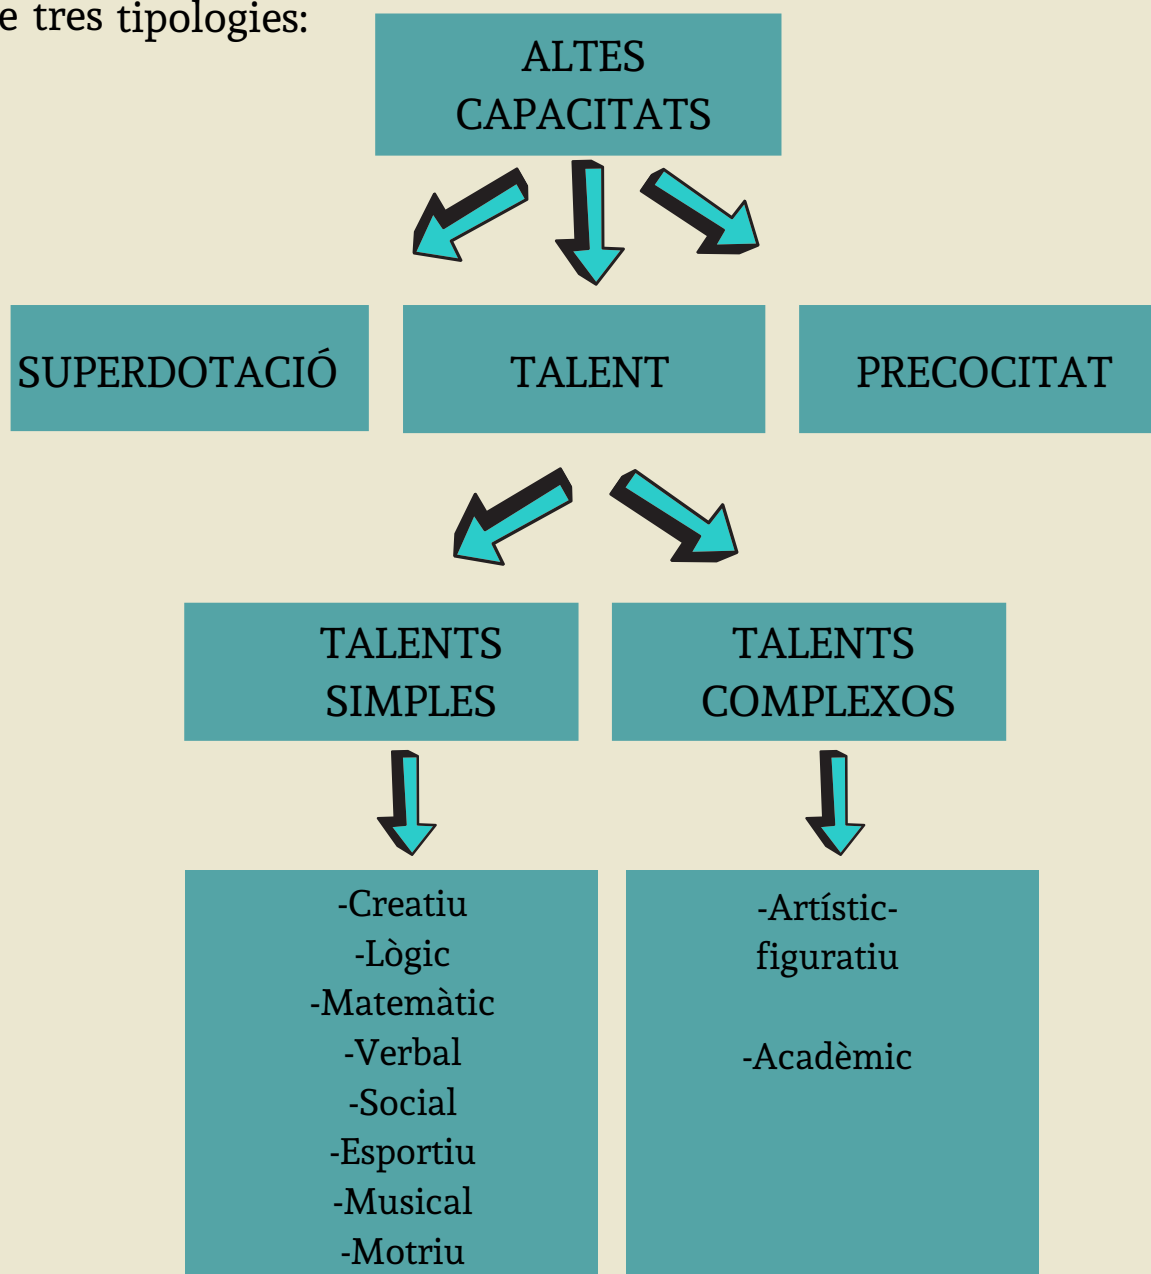 e tres tipologies:
ALTES
CAPACITATS
SUPERDOTACIÓ
TALENT
PRECOCITAT
TALENTS
SIMPLES
TALENTS
COMPLEXOS
-Creatiu
-Lògic
-Matemàtic
-Verbal
-Social
-Esportiu
-Musical
-Motriu
-Artístic-
figuratiu
-Acadèmic